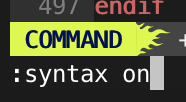 497 endif
COMMAND +
:syntax on